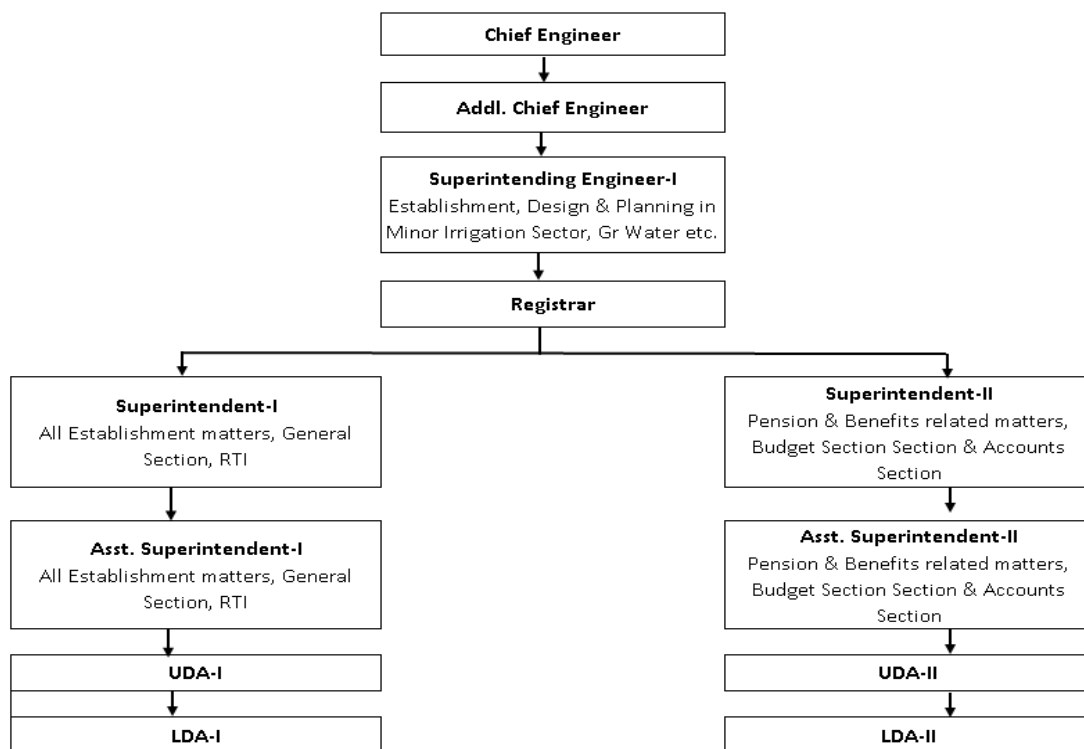 Chief Engineer
Addl. Chief Engineer
Superintending Engineer-I
Establishment, Design & Planning in
Minor Irrigation Sector, Gr Water etc.
Registrar
Superintendent-I
All Establishment matters, General
Section, RTI
Superintendent-II
Pension & Benefits related matters,
Budget Section Section & Accounts
Section
Asst. Superintendent-I
All Establishment matters, General
Section, RTI
Asst. Superintendent-II
Pension & Benefits related matters,
Budget Section Section & Accounts
Section
UDA-I
UDA-II
LDA-I
LDA-II